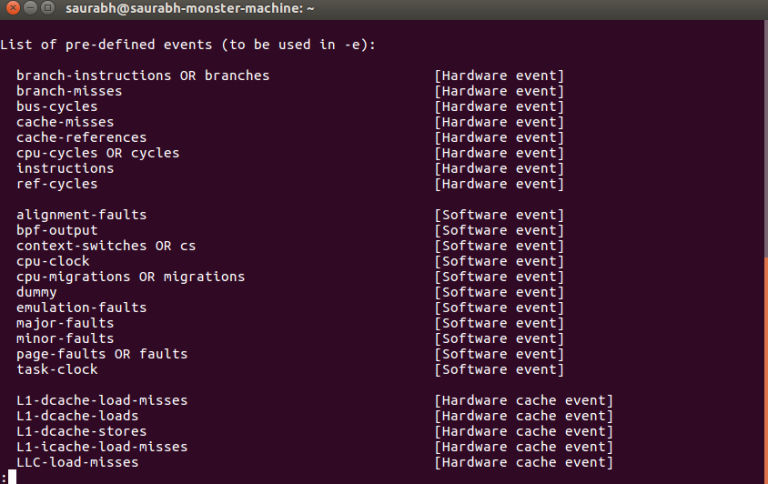 saurabh@saurabh-monster-machine: ~
List of pre-defined events (to be used in -e):
branch-instructions OR branches [Hardware event]
branch-misses [Hardware event]
bus-cycles [Hardware event]
cache-misses [Hardware event]
cache-references [Hardware event]
cpu-cycles OR cycles [Hardware event]
instructions [Hardware event]
ref-cycles [Hardware event]
alignment-faults [Software event]
bpf-output [Software event]
context-switches OR cs [Software event]
cpu-clock [Software event]
cpu-migrations OR migrations [Software event]
dummy [Software event]
emulation-faults [Software event]
major-faults [Software event]
minor-faults [Software event]
page-faults OR faults [Software event]
task-clock [Software event]
L1-dcache-load-misses [Hardware cache event]
L1-dcache-loads [Hardware cache event]
L1-dcache-stores [Hardware cache event]
L1-icache-load-misses [Hardware cache event]
LLC-load-misses [Hardware cache event]
: